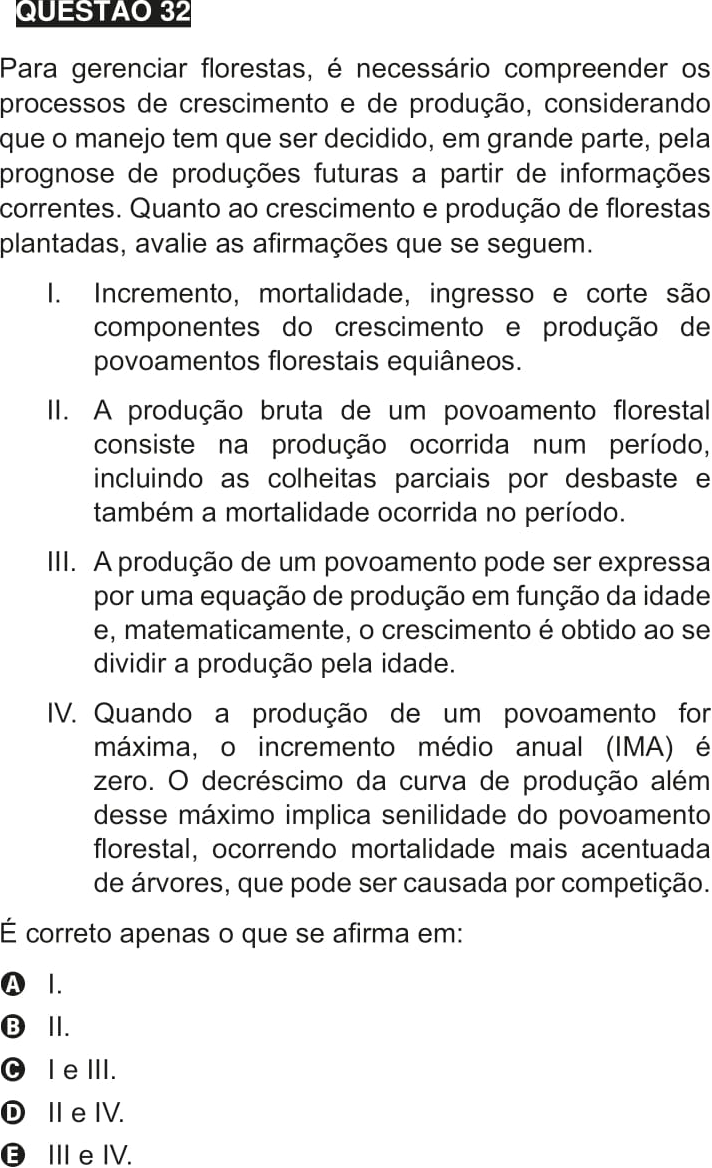 QUESTÃO 32
Para gerenciar florestas, é necessário compreender os
processos de crescimento e de produção, considerando
que o manejo tem que ser decidido, em grande parte, pela
prognose de produções futuras a partir de informações
correntes. Quanto ao crescimento e produção de florestas
plantadas, avalie as afirmações que se seguem.
I. Incremento, mortalidade, ingresso e corte são
componentes do crescimento e produção de
povoamentos florestais equiâneos.
II. A produção bruta de um povoamento florestal
consiste na produção ocorrida num período,
incluindo as colheitas parciais por desbaste e
também a mortalidade ocorrida no período.
III. A produção de um povoamento pode ser expressa
por uma equação de produção em função da idade
e, matematicamente, o crescimento é obtido ao se
dividir a produção pela idade.
IV. Quando a produção de um povoamento for
máxima, o incremento médio anual (IMA) é
zero. O decréscimo da curva de produção além
desse máximo implica senilidade do povoamento
florestal, ocorrendo mortalidade mais acentuada
de árvores, que pode ser causada por competição.
É correto apenas o que se afirma em:
A I.
B II.
C I e III.
D II e IV.
E III e IV.